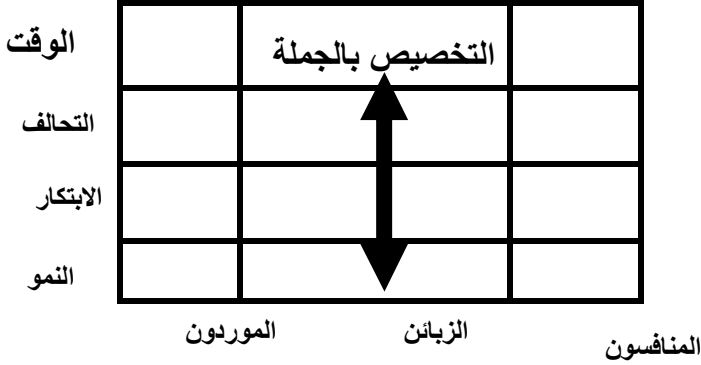 الوقت
التخصيص بالجملة
التحالف
الابتكار
النمو
الموردون
الزبائن
المنافسون